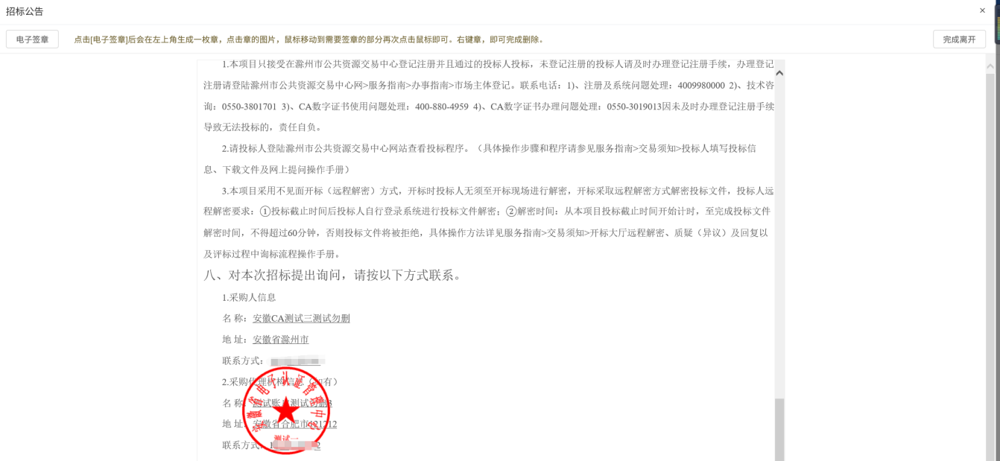 招标公告
×
电子签章
点击[电子签章]后会在左上角生成一枚章，点击章的图片，鼠标移动到需要签章的部分再次点击鼠标即可。右键章，即可完成删除。
完成离开
1.本项目只接受在滁州市公共资源交易中心登记注册并且通过的投标人投标，未登记注册的投标人请及时办理登记注册手续，办理登记
注册请登陆滁州市公共资源交易中心网>服务指南>办事指南>市场主体登记。联系电话：1)、注册及系统问题处理：4009980000 2)、技术咨
询：0550-3801701 3)、CA数字证书使用问题处理：400-880-4959 4)、CA数字证书办理问题处理：0550-3019013因未及时办理登记注册手续
导致无法投标的，责任自负。
2.请投标人登陆滁州市公共资源交易中心网站查看投标程序。（具体操作步骤和程序请参见服务指南>交易须知>投标人填写投标信
息、下载文件及网上提问操作手册）
3.本项目采用不见面开标（远程解密）方式，开标时投标人无须至开标现场进行解密，开标采取远程解密方式解密投标文件，投标人远
程解密要求：①投标截止时间后投标人自行登录系统进行投标文件解密；②解密时间：从本项目投标截止时间开始计时，至完成投标文件
解密时间，不得超过60分钟，否则投标文件将被拒绝，具体操作方法详见服务指南>交易须知>开标大厅远程解密、质疑（异议）及回复以
及评标过程中询标流程操作手册。
八、对本次招标提出询问，请按以下方式联系。
1.采购人信息
名 称：安徽CA测试三测试勿删
地 址：安徽省滁州市
联系方式：
2.采购代理机构信息（如有）
名 称：测试账号测试勿删3
地 址：安徽省合肥市121212
联系方式：
安徽省电子认证管理中心
测试一